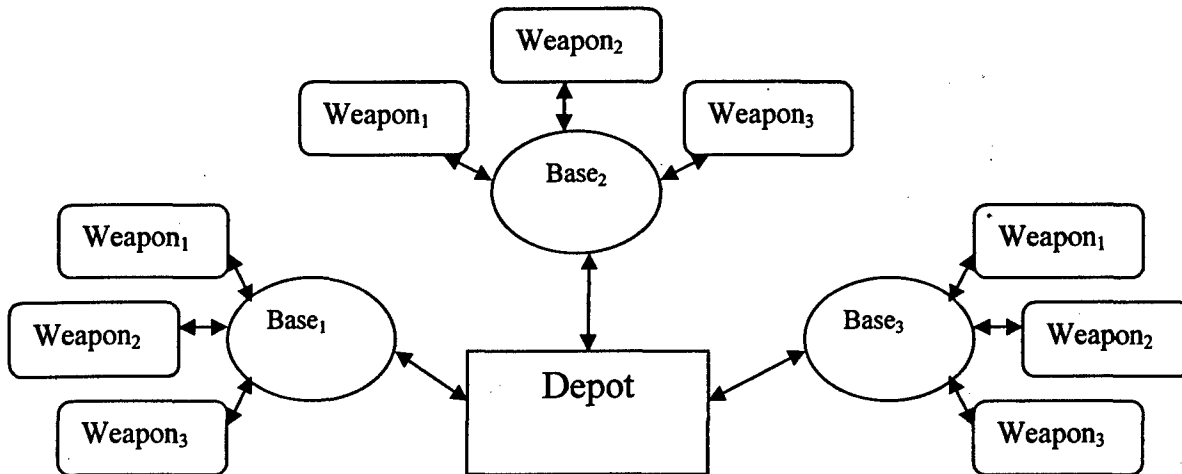 Weapon₂
Weapon₁
Weapon₃
Base₂
Weapon₁
Weapon₂
Weapon₃
Base₁
Depot
Base₃
Weapon₁
Weapon₂
Weapon₃